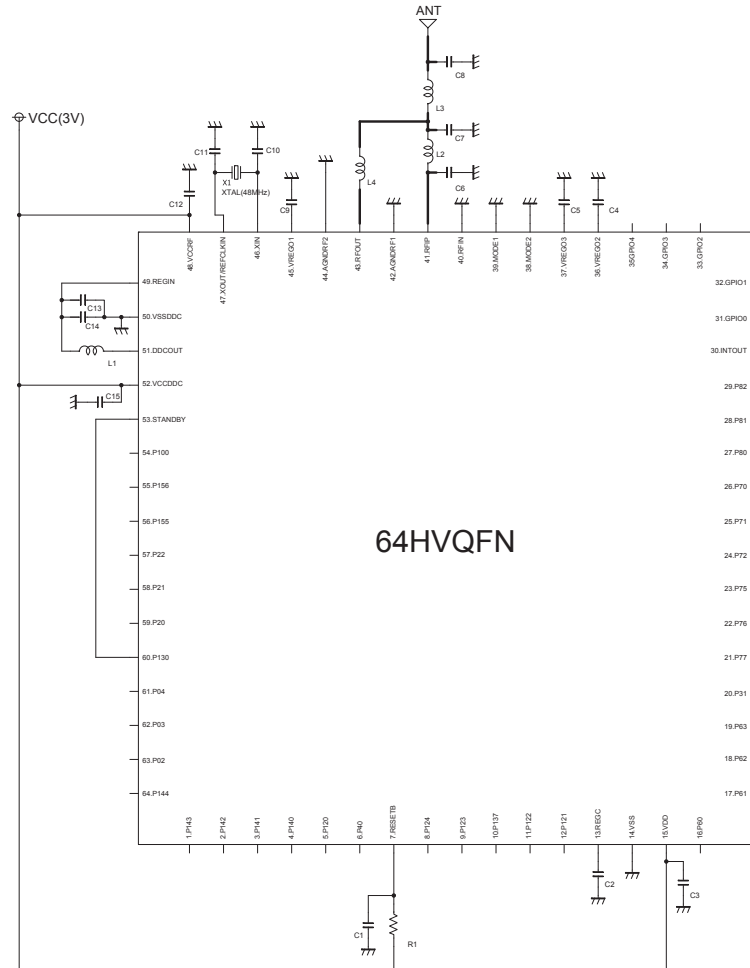 ANT
C8
L3
VCC(3V)
C11
C10
C7
L2
X1
XTAL(48MHz)
L4
C6
C12
C9
C5
C4
48.VCCRF
47.XOUT/REFCLKIN
46.XIN
45.VREGO1
44.AGNDRF2
43.RFOUT
42.AGNDRF1
41.RFIP
40.RFIN
39.MODE1
38.MODE2
37.VREGO3
36.VREGO2
35GPIO4
34.GPIO3
33.GPIO2
49.REGIN
50.VSSDDC
51.DDCOUT
52.VCCDDC
53.STANDBY
54.P100
55.P156
56.P155
57.P22
58.P21
59.P20
60.P130
61.P04
62.P03
63.P02
64.P144
C13
C14
L1
C15
64HVQFN
32.GPIO1
31.GPIO0
30.INTOUT
29.P82
28.P81
27.P80
26.P70
25.P71
24.P72
23.P75
22.P76
21.P77
20.P31
19.P63
18.P62
17.P61
1.P143
2.P142
3.P141
4.P140
5.P120
6.P40
7.RESETB
8.P124
9.P123
10.P137
11.P122
12.P121
13.REGC
14.VSS
15.VDD
16.P60
C2
C3
C1
R1